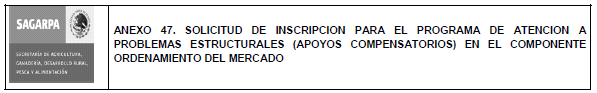 SAGARPA
SECRETARÍA DE AGRICULTURA,
GANADERÍA, DESARROLLO RURAL,
PESCA Y ALIMENTACIÓN
ANEXO 47. SOLICITUD DE INSCRIPCION PARA EL PROGRAMA DE ATENCION A
PROBLEMAS ESTRUCTURALES (APOYOS COMPENSATORIOS) EN EL COMPONENTE
ORDENAMIENTO DEL MERCADO